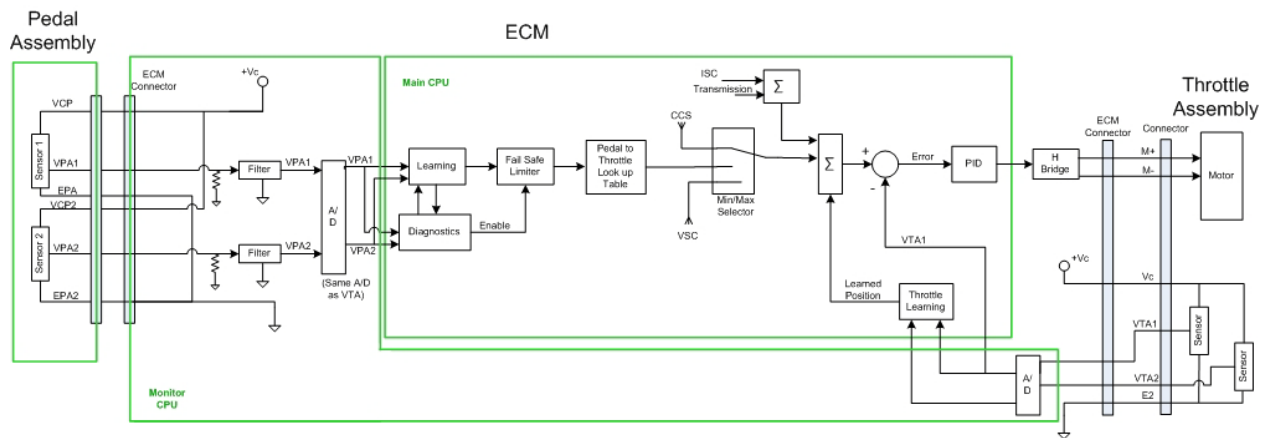 Pedal
Assembly
ECM
ECM
Connector
+Vc
Main CPU
ISC
Transmission
Σ
Throttle
Assembly
VCP
Sensor 1
VPA1
EPA
VCP2
Sensor 2
VPA2
EPA2
Filter
VPA1
Filter
VPA2
A/
D
(Same A/D
as VTA)
VPA1
VPA2
Learning
Diagnostics
Enable
Fail Safe
Limiter
Pedal to
Throttle
Look up
Table
CCS
VSC
Min/Max
Selector
Σ
+
-
Error
PID
VTA1
Learned
Position
Throttle
Learning
H
Bridge
ECM
Connector
Connector
M+
M-
Motor
+Vc
Vc
VTA1
Sensor
VTA2
Sensor
E2
A/
D
Monitor
CPU